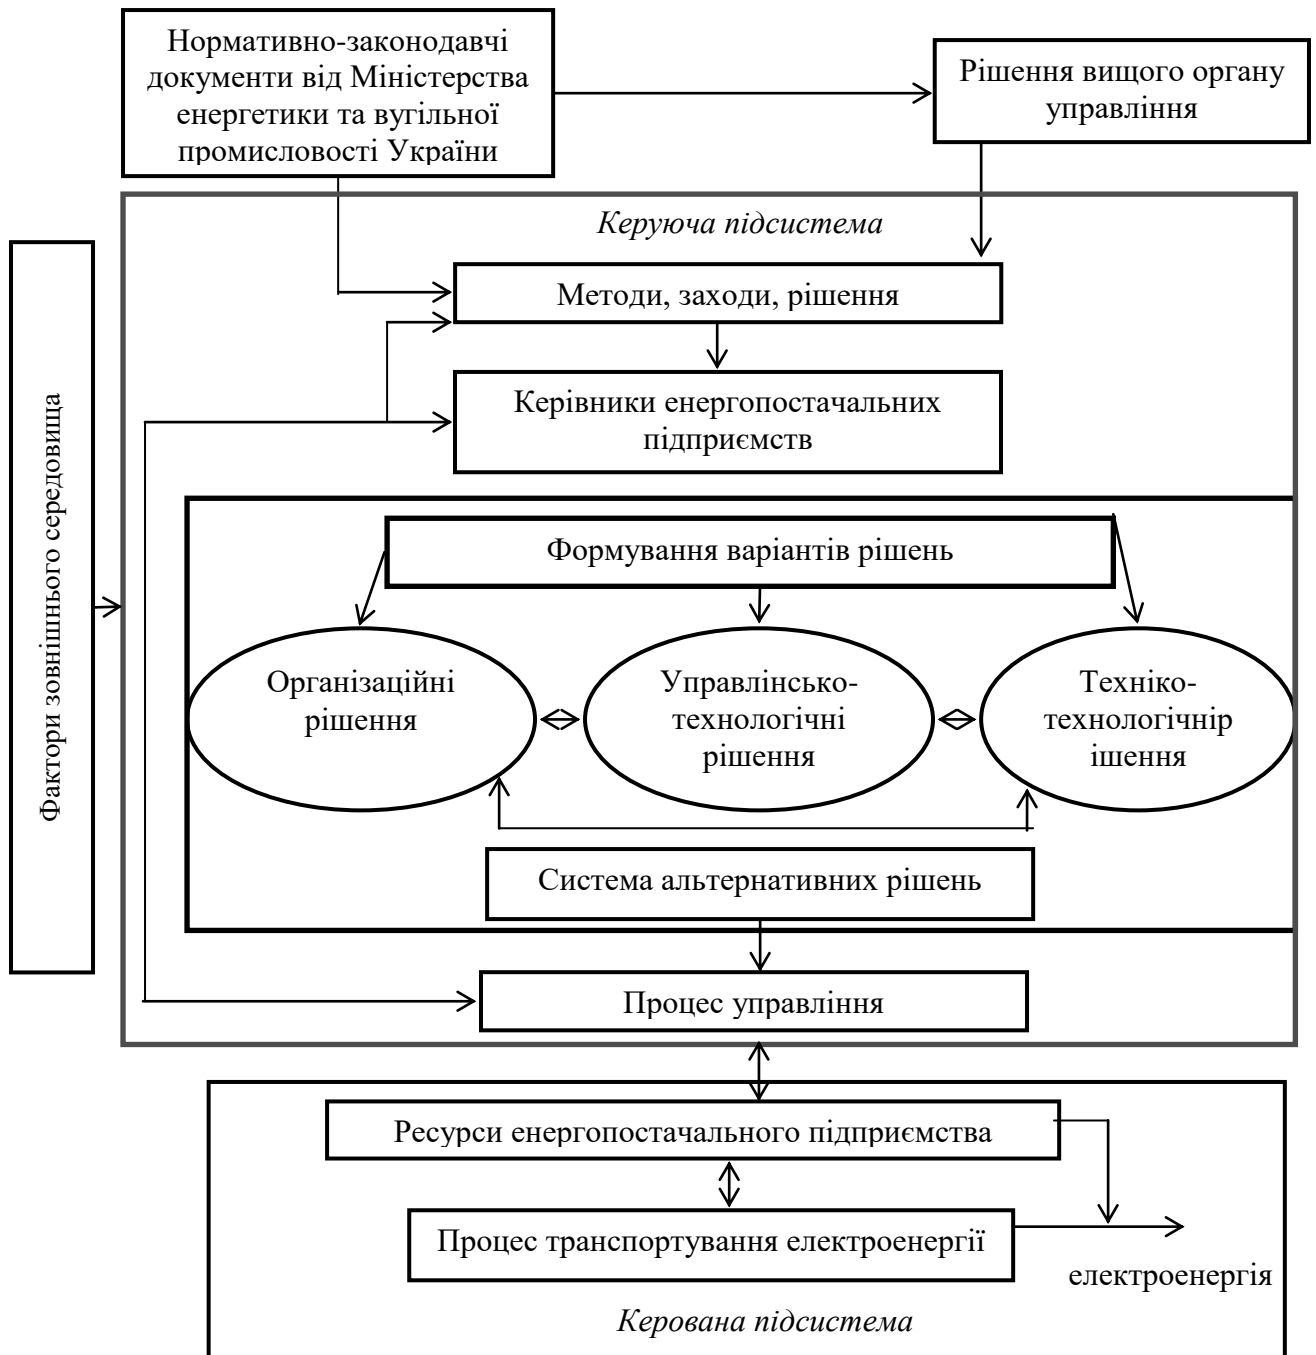 Нормативно-законодавчі
документи від Міністерства
енергетики та вугільної
промисловості України
Рішення вищого органу
управління
Керуюча підсистема
Методи, заходи, рішення
Керівники енергопостачальних
підприємств
Фактори зовнішнього середовища
Формування варіантів рішень
Організаційні
рішення
Управлінсько-
технологічні
рішення
Техніко-
технологічнір
ішення
Система альтернативних рішень
Процес управління
Ресурси енергопостачального підприємства
Процес транспортування електроенергії
електроенергія
Керована підсистема